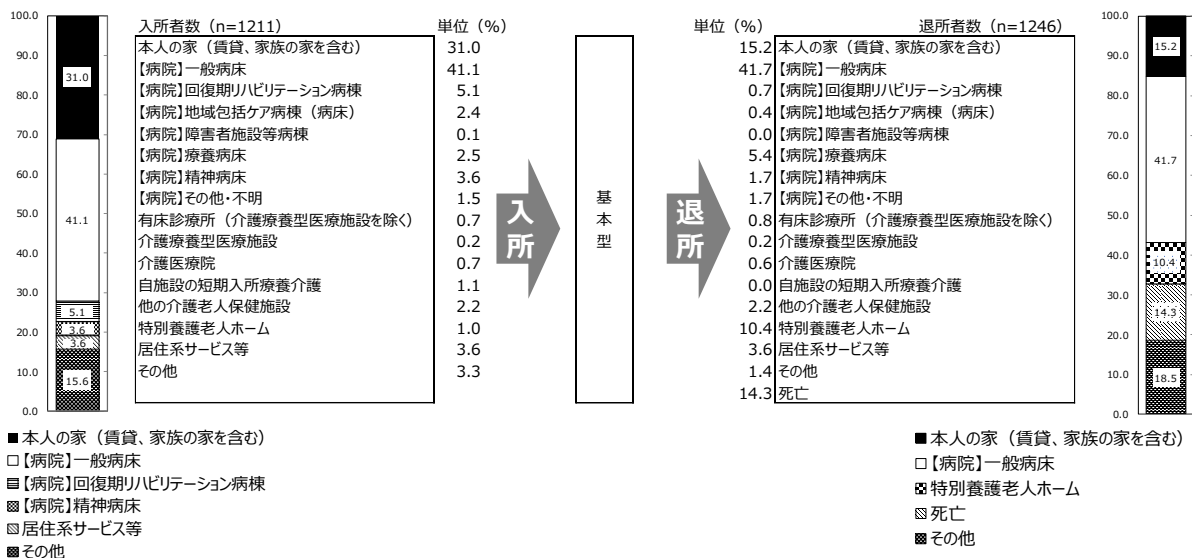 入所者数（n=1211） 単位（%）
本人の家（賃貸、家族の家を含む） 31.0
【病院】一般病床 41.1
【病院】回復期リハビリテーション病棟 5.1
【病院】地域包括ケア病棟（病床） 2.4
【病院】障害者施設等病棟 0.1
【病院】療養病床 2.5
【病院】精神病床 3.6
【病院】その他・不明 1.5
有床診療所（介護療養型医療施設を除く） 0.7
介護療養型医療施設 0.2
介護医療院 0.7
自施設の短期入所療養介護 1.1
他の介護老人保健施設 2.2
特別養護老人ホーム 1.0
居住系サービス等 3.6
その他 3.3
100.0
90.0
80.0
70.0
60.0
50.0
40.0
30.0
20.0
10.0
0.0
31.0
41.1
5.1
3.6
3.6
15.6
■本人の家（賃貸、家族の家を含む）
□【病院】一般病床
【病院】回復期リハビリテーション病棟
【病院】精神病床
居住系サービス等
その他
入所
基本型
退所
単位（%） 退所者数（n=1246）
15.2 本人の家（賃貸、家族の家を含む）
41.7 【病院】一般病床
0.7 【病院】回復期リハビリテーション病棟
0.4 【病院】地域包括ケア病棟（病床）
0.0 【病院】障害者施設等病棟
5.4 【病院】療養病床
1.7 【病院】精神病床
1.7 【病院】その他・不明
0.8 有床診療所（介護療養型医療施設を除く）
0.2 介護療養型医療施設
0.6 介護医療院
0.0 自施設の短期入所療養介護
2.2 他の介護老人保健施設
10.4 特別養護老人ホーム
3.6 居住系サービス等
1.4 その他
14.3 死亡
100.0
90.0
80.0
70.0
60.0
50.0
40.0
30.0
20.0
10.0
0.0
15.2
41.7
10.4
14.3
18.5
■本人の家（賃貸、家族の家を含む）
□【病院】一般病床
特別養護老人ホーム
死亡
その他